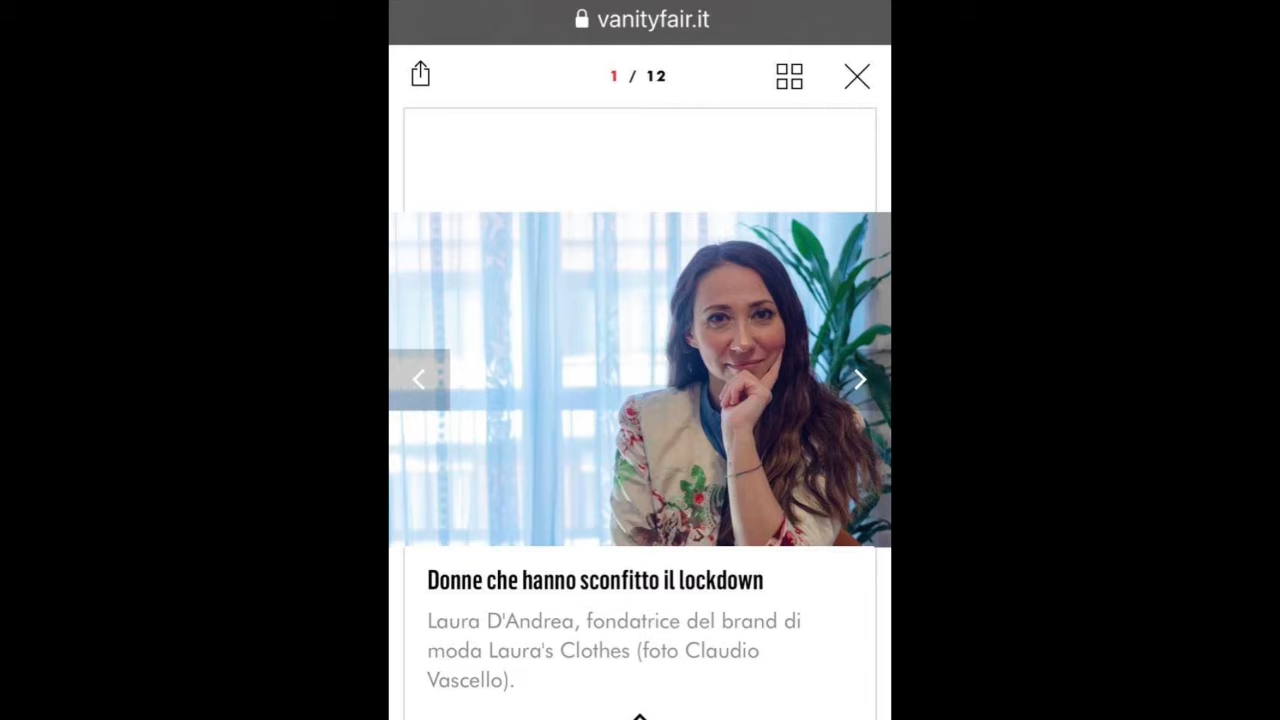 vanityfair.it
1 / 12
Donne che hanno sconfitto il lockdown
Laura D'Andrea, fondatrice del brand di
moda Laura's Clothes (foto Claudio
Vascello).